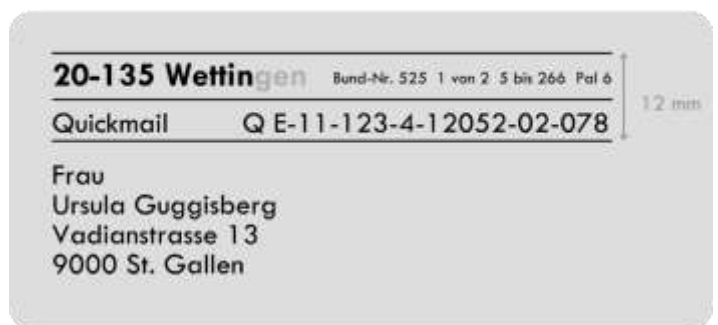 20-135 Wettingen Bund-Nr. 525 1 von 2 5 bis 266 Pal 6
12 mm
Quickmail Q E-11-123-4-12052-02-078
Frau
Ursula Guggisberg
Vadianstrasse 13
9000 St. Gallen